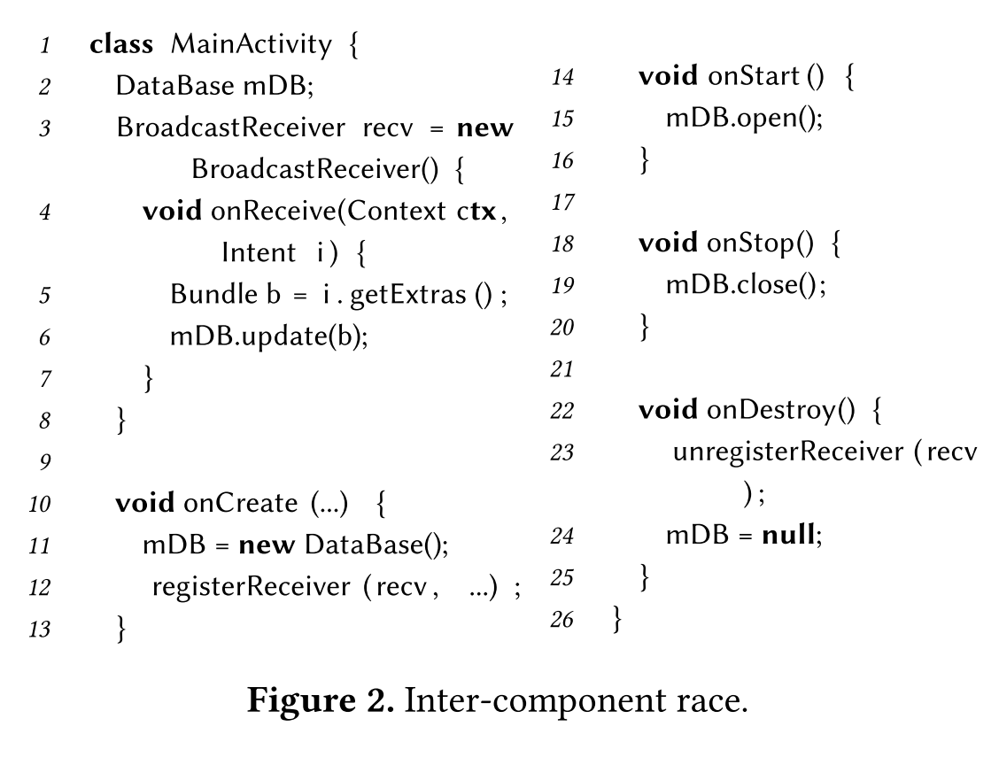 1 class MainActivity {
2 DataBase mDB;
3 BroadcastReceiver recv = new
BroadcastReceiver() {
4 void onReceive(Context ctx,
Intent i) {
5 Bundle b = i.getExtras();
6 mDB.update(b);
7 }
8 }
9
10 void onCreate (...) {
11 mDB = new DataBase();
12 registerReceiver (recv, ...) ;
13 }
14 void onStart() {
15 mDB.open();
16 }
17
18 void onStop() {
19 mDB.close();
20 }
21
22 void onDestroy() {
23 unregisterReceiver (recv
);
24 mDB = null;
25 }
26 }
Figure 2. Inter-component race.